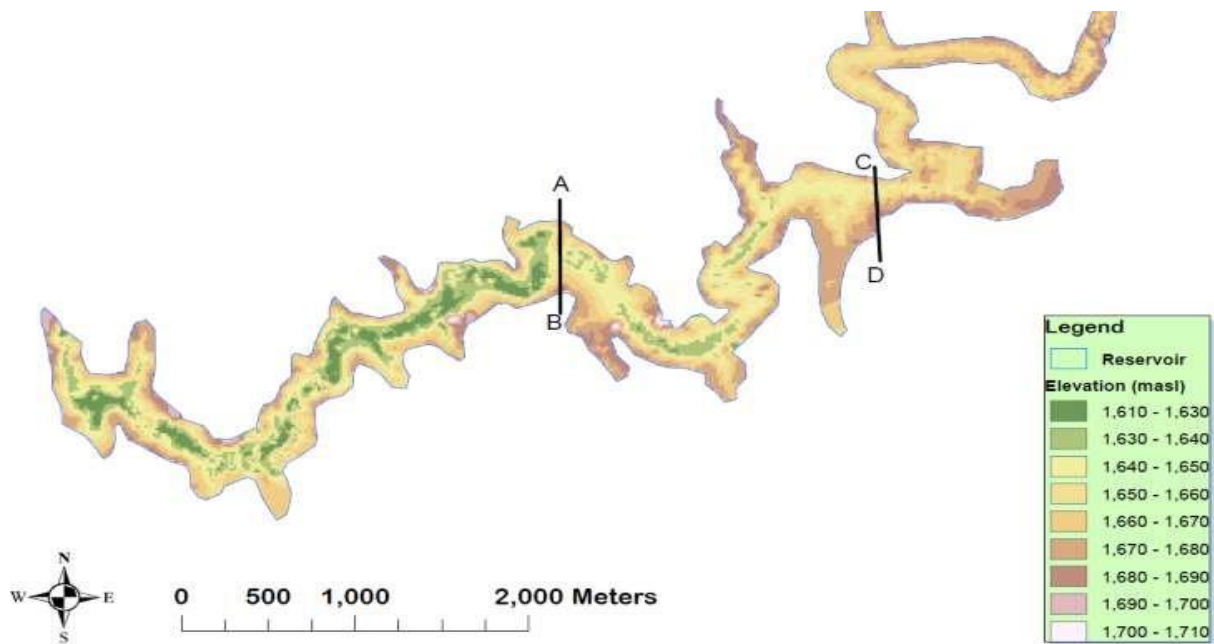 A
B
C
D
N
W
E
S
0 500 1,000 2,000 Meters
Legend
Reservoir
Elevation (masl)
1,610 - 1,630
1,630 - 1,640
1,640 - 1,650
1,650 - 1,660
1,660 - 1,670
1,670 - 1,680
1,680 - 1,690
1,690 - 1,700
1,700 - 1,710